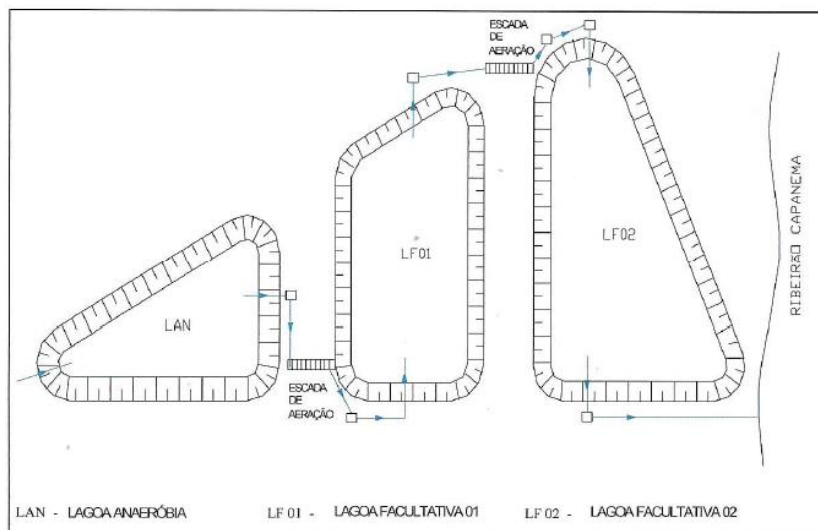 ESCADA
DE
AERAÇÃO
LF01
LF02
RIBEIRÃO CAPANEMA
LAN
ESCADA
DE
AERAÇÃO
LAN - LAGOA ANAERÓBIA LF 01 - LAGOA FACULTATIVA 01 LF 02 - LAGOA FACULTATIVA 02